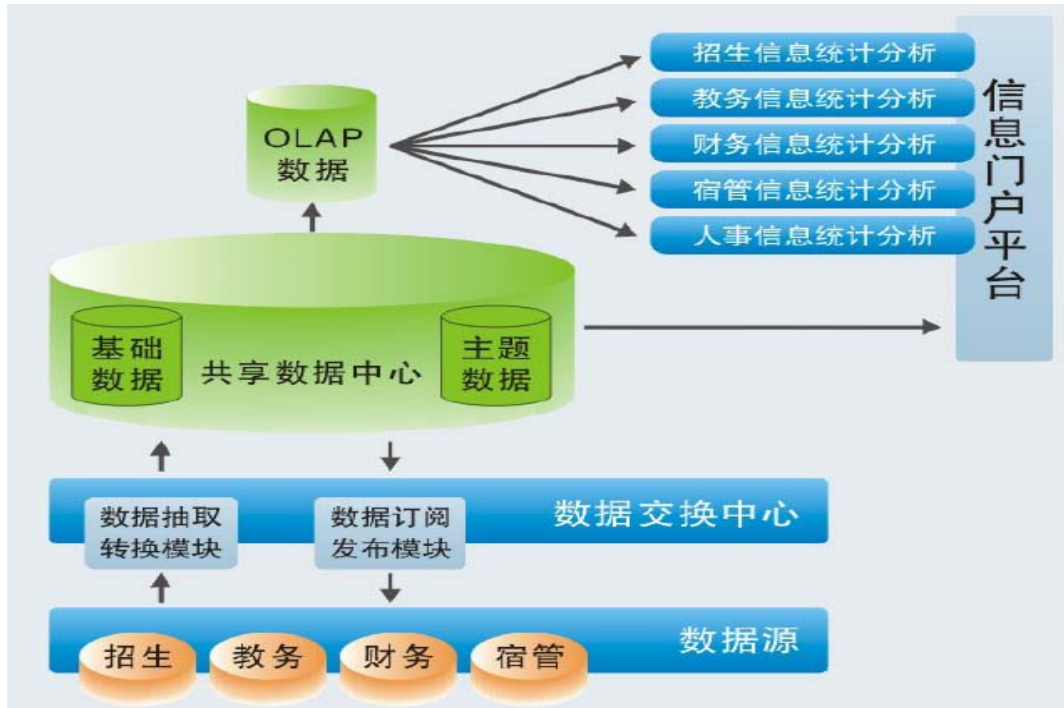 招生信息统计分析
教务信息统计分析
财务信息统计分析
宿管信息统计分析
人事信息统计分析
信息门户平台
OLAP
数据
基础
数据
共享数据中心
主题
数据
数据抽取
转换模块
数据订阅
发布模块
数据交换中心
招生
教务
财务
宿管
数据源